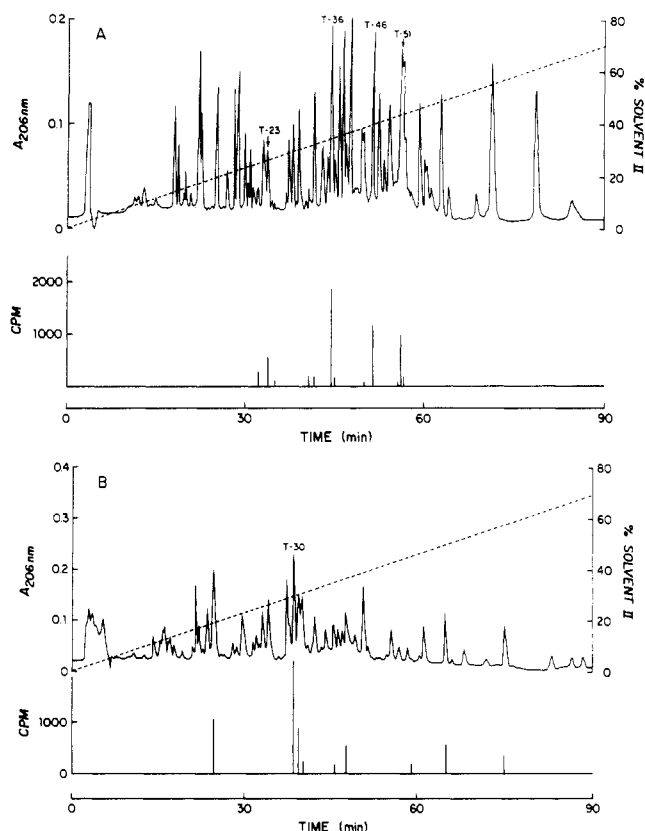 A
T-36
T-46
T-51
T-23
0.2
0.1
0
A206nm
80
60
40
20
0
% SOLVENT II
2000
1000
CPM
0
30
60
90
TIME (min)
B
T-30
0.4
0.3
0.2
0.1
0
A206nm
80
60
40
20
0
% SOLVENT II
1000
0
CPM
0
30
60
90
TIME (min)